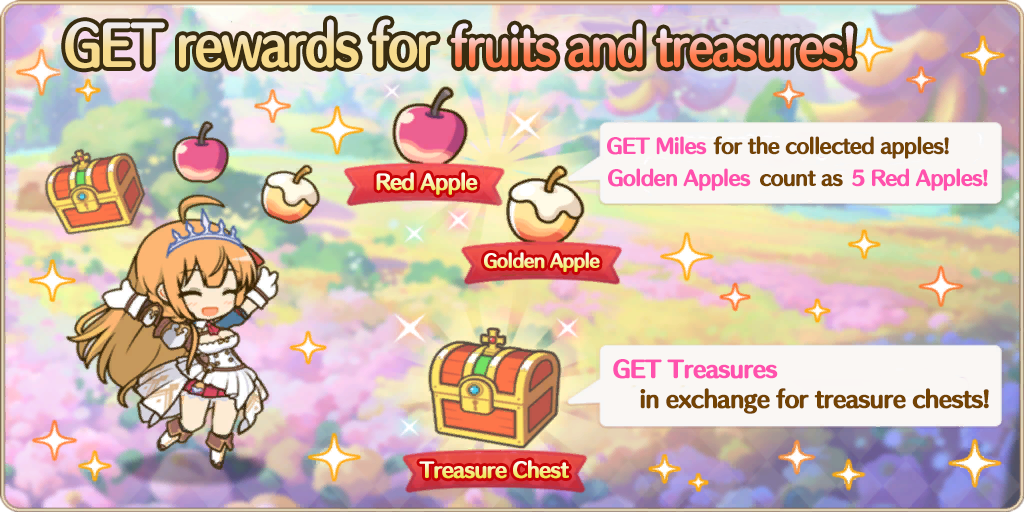 GET rewards for fruits and treasures!
Red Apple
GET Miles for the collected apples!
Golden Apples count as 5 Red Apples!
Golden Apple
GET Treasures
in exchange for treasure chests!
Treasure Chest